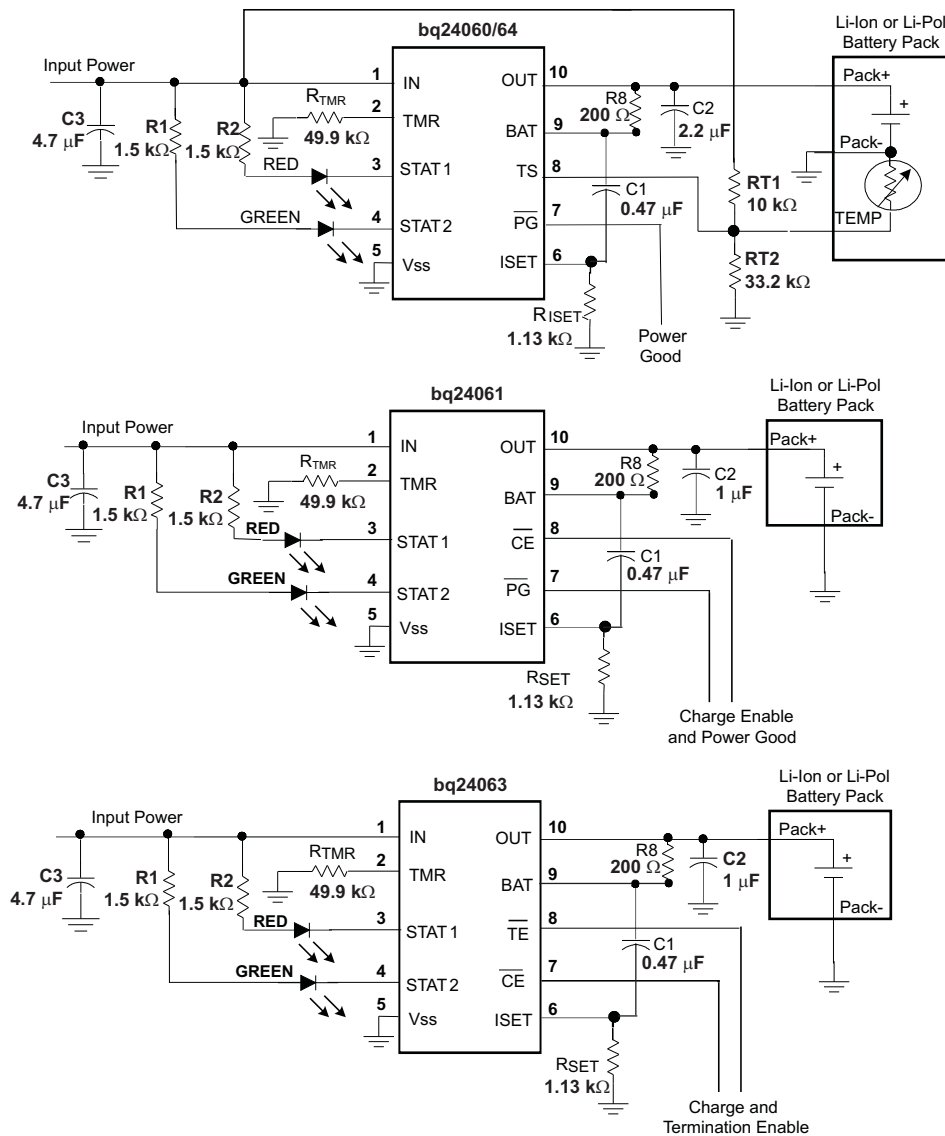 bq24060/64
Li-Ion or Li-Pol
Battery Pack
Input Power
1
IN
OUT
10
Pack+
+
C3
4.7 μF
R1
1.5 kΩ
R2
1.5 kΩ
RTMR
49.9 kΩ
2
TMR
R8
200 Ω
C2
2.2 μF
BAT
9
Pack-
RED
3
STAT1
TS
8
C1
0.47 μF
RT1
10 kΩ
TEMP
GREEN
4
STAT2
PG
7
5
Vss
ISET
6
RT2
33.2 kΩ
RISET
1.13 kΩ
Power
Good
bq24061
Li-Ion or Li-Pol
Battery Pack
Input Power
1
IN
OUT
10
Pack+
+
C3
4.7 μF
R1
1.5 kΩ
R2
1.5 kΩ
RTMR
49.9 kΩ
2
TMR
R8
200 Ω
C2
1 μF
BAT
9
Pack-
RED
3
STAT1
CE
8
C1
0.47 μF
GREEN
4
STAT2
PG
7
5
Vss
ISET
6
RSET
1.13 kΩ
Charge Enable
and Power Good
bq24063
Li-Ion or Li-Pol
Battery Pack
Input Power
1
IN
OUT
10
Pack+
+
C3
4.7 μF
R1
1.5 kΩ
R2
1.5 kΩ
RTMR
49.9 kΩ
2
TMR
R8
200 Ω
C2
1 μF
BAT
9
Pack-
RED
3
STAT1
TE
8
C1
0.47 μF
GREEN
4
STAT2
CE
7
5
Vss
ISET
6
RSET
1.13 kΩ
Charge and
Termination Enable